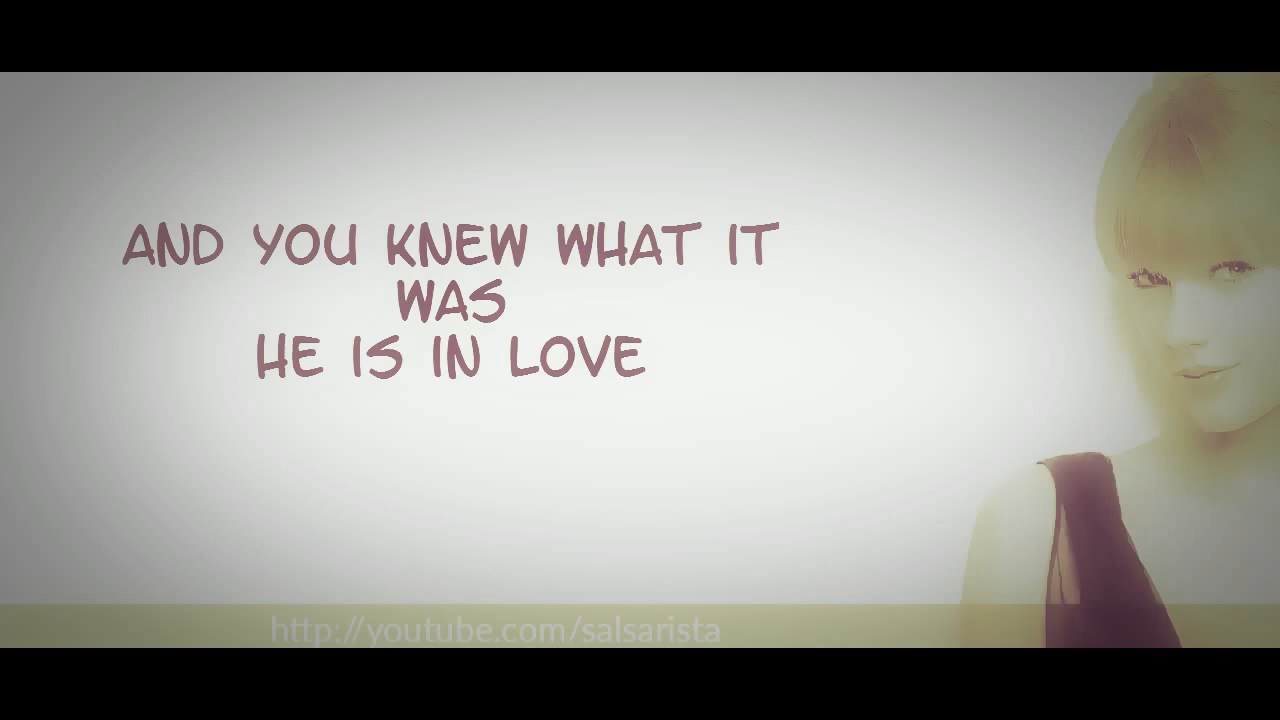 AND YOU KNEW WHAT IT
WAS
HE IS IN LOVE
http://youtube.com/salsarista